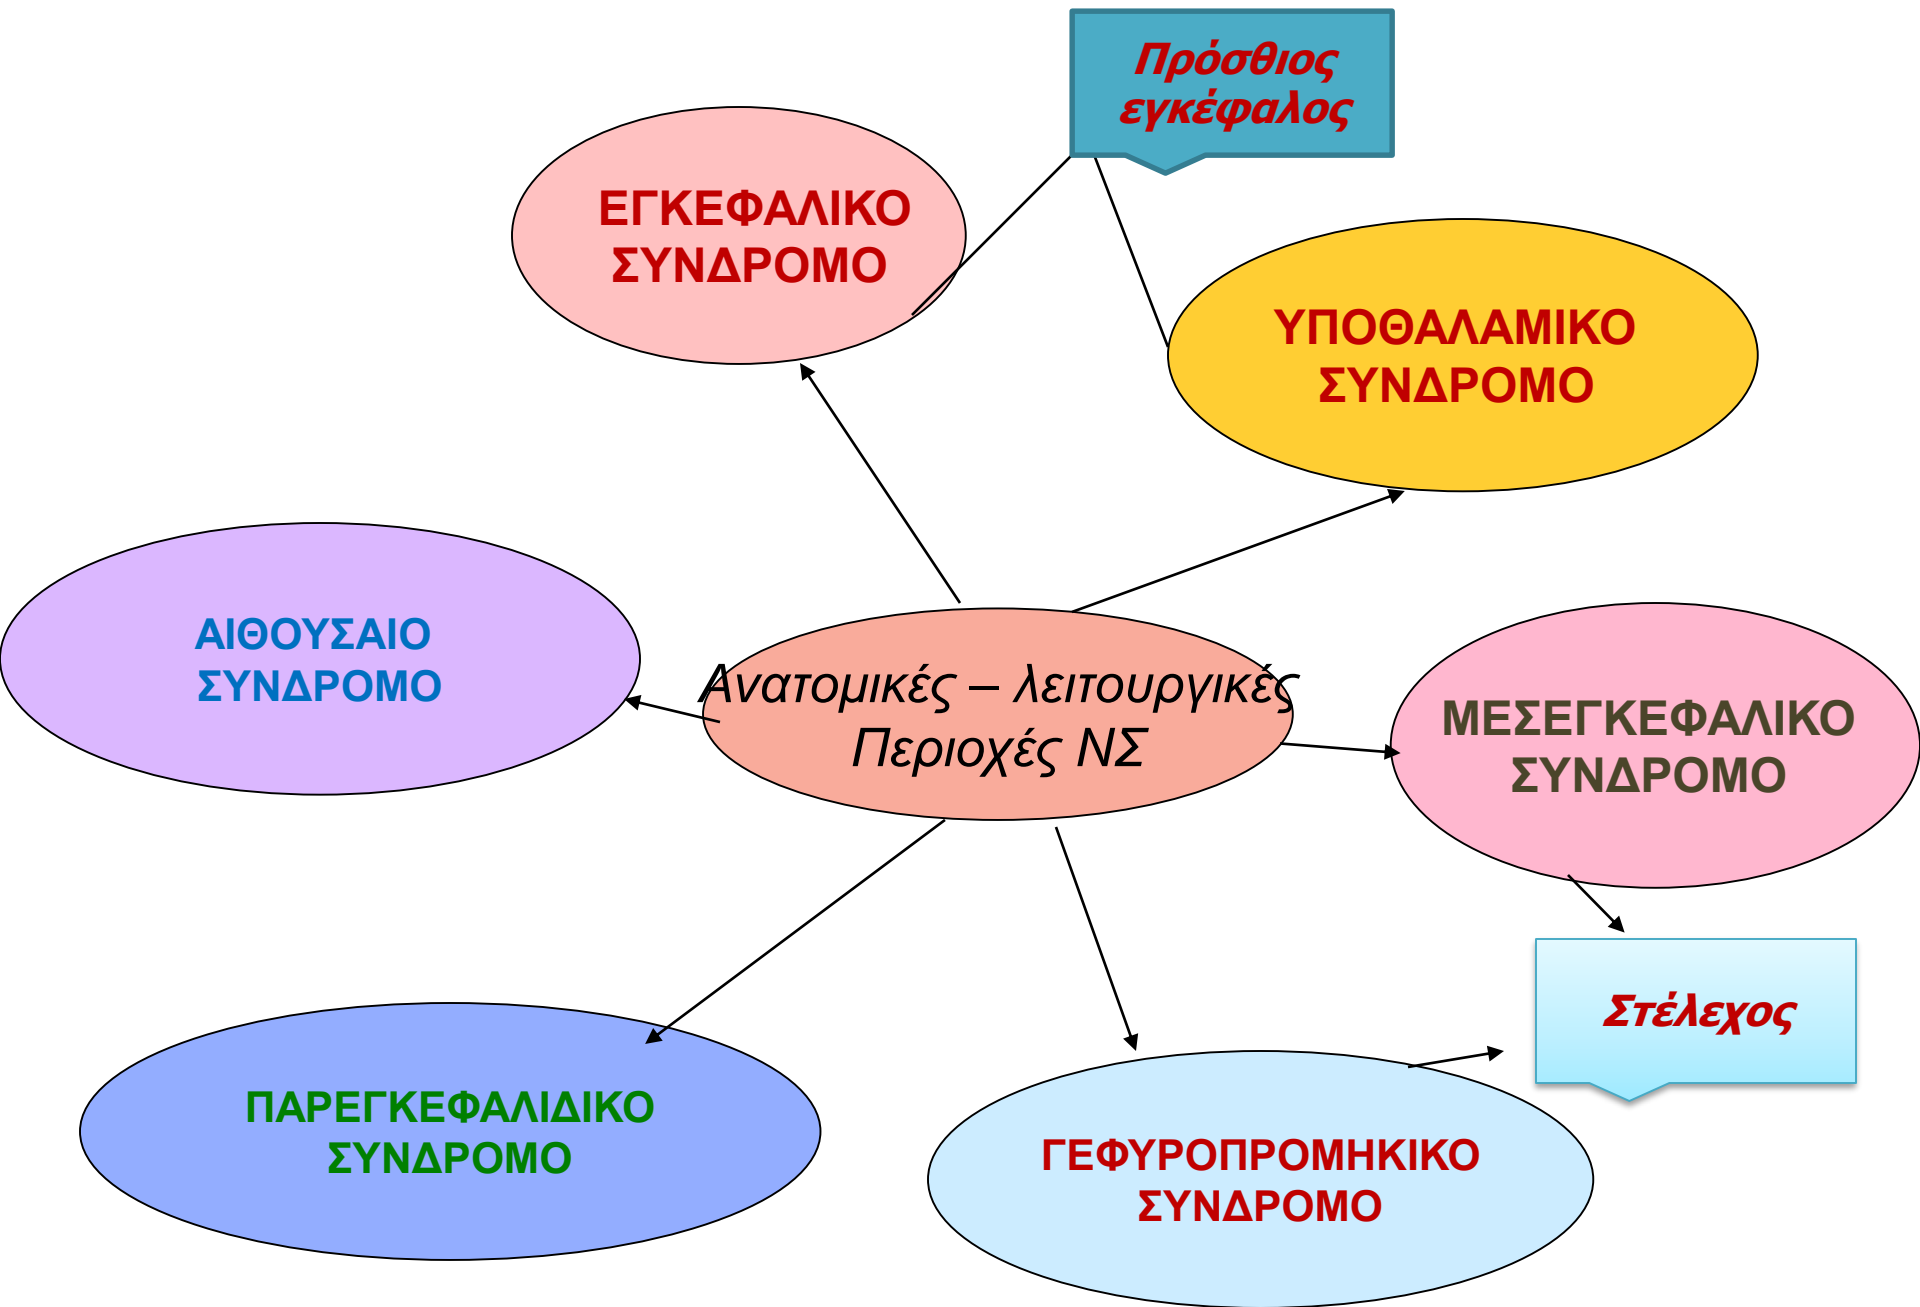 Πρόσθιος
εγκέφαλος
ΕΓΚΕΦΑΛΙΚΟ
ΣΥΝΔΡΟΜΟ
ΥΠΟΘΑΛΑΜΙΚΟ
ΣΥΝΔΡΟΜΟ
ΑΙΘΟΥΣΑΙΟ
ΣΥΝΔΡΟΜΟ
Ανατομικές – λειτουργικές
Περιοχές ΝΣ
ΜΕΣΕΓΚΕΦΑΛΙΚΟ
ΣΥΝΔΡΟΜΟ
Στέλεχος
ΠΑΡΕΓΚΕΦΑΛΙΔΙΚΟ
ΣΥΝΔΡΟΜΟ
ΓΕΦΥΡΟΠΡΟΜΗΚΙΚΟ
ΣΥΝΔΡΟΜΟ